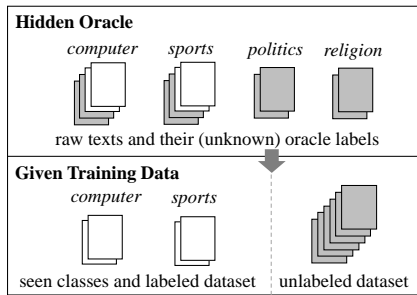 Hidden Oracle
computer sports politics religion
raw texts and their (unknown) oracle labels
Given Training Data
computer sports
seen classes and labeled dataset unlabeled dataset